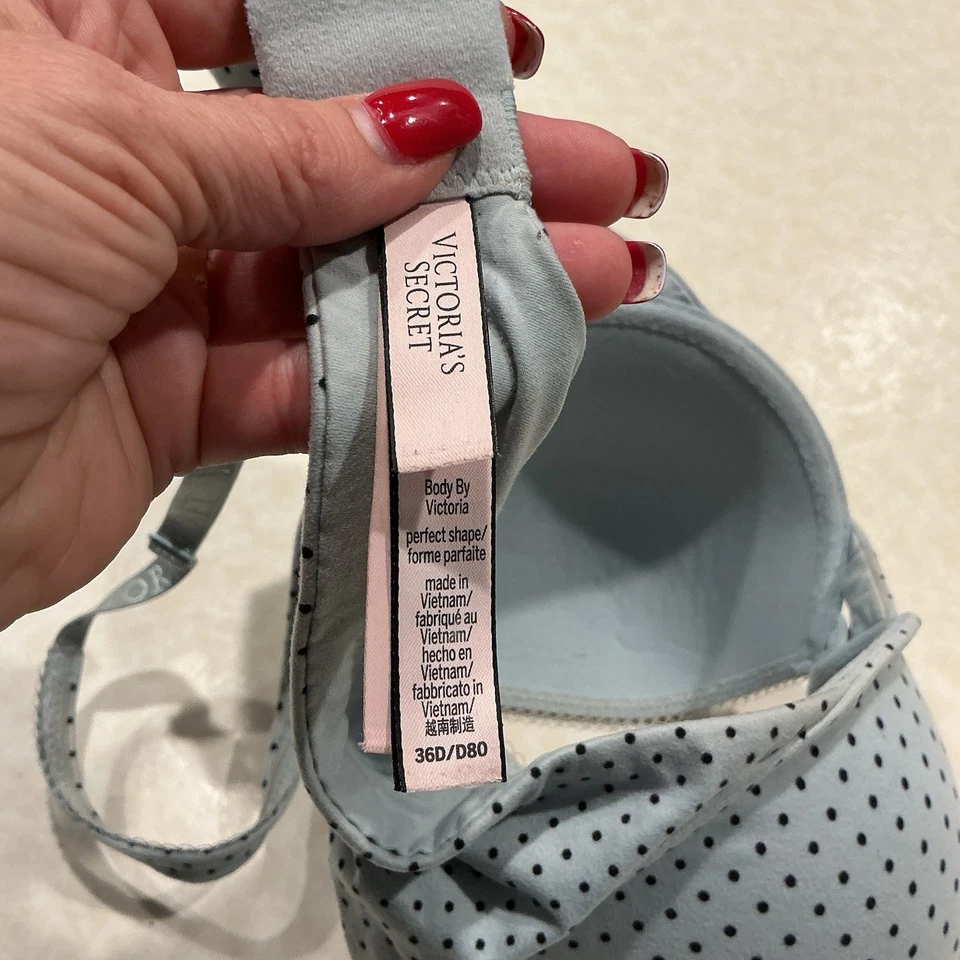 VICTORIA'S
SECRET
Body By
Victoria
perfect shape/
forme parfaite
made in
Vietnam/
fabriqué au
Vietnam/
hecho en
Vietnam/
fabbricato in
Vietnam/
越南制造
36D/D80
OR